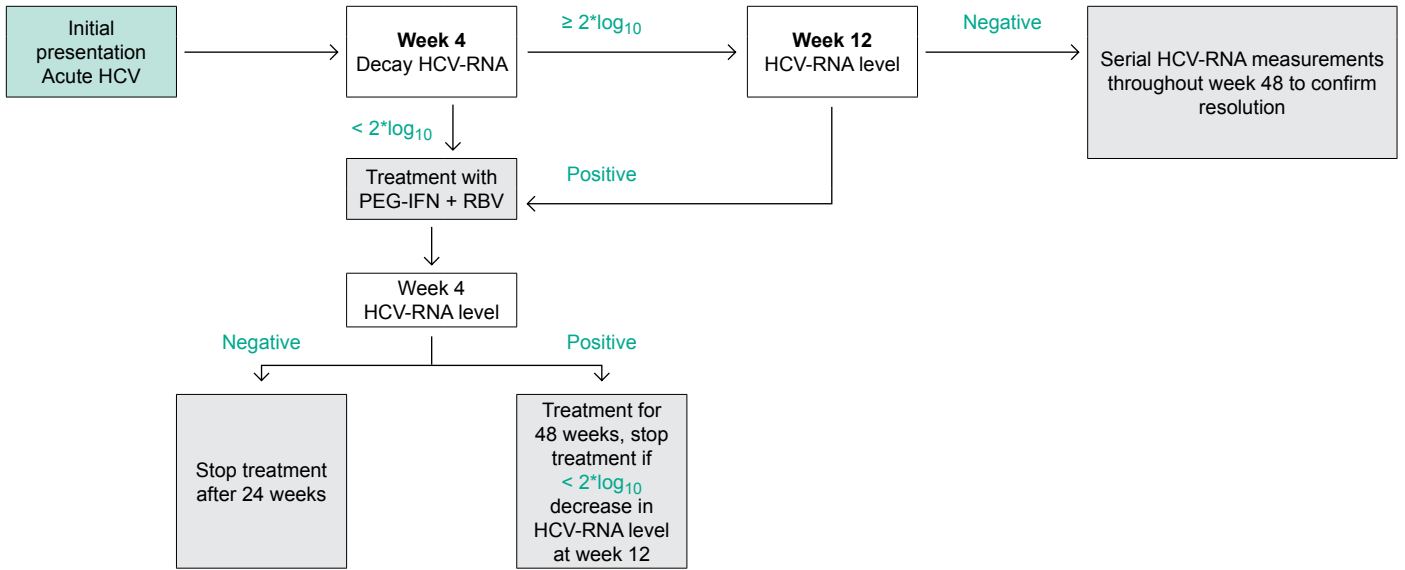 Initial
presentation
Acute HCV
Week 4
Decay HCV-RNA
≥ 2*log₁₀
Week 12
HCV-RNA level
Negative
Serial HCV-RNA measurements
throughout week 48 to confirm
resolution
< 2*log₁₀
Treatment with
PEG-IFN + RBV
Positive
Week 4
HCV-RNA level
Negative
Positive
Stop treatment
after 24 weeks
Treatment for
48 weeks, stop
treatment if
< 2*log₁₀
decrease in
HCV-RNA level
at week 12